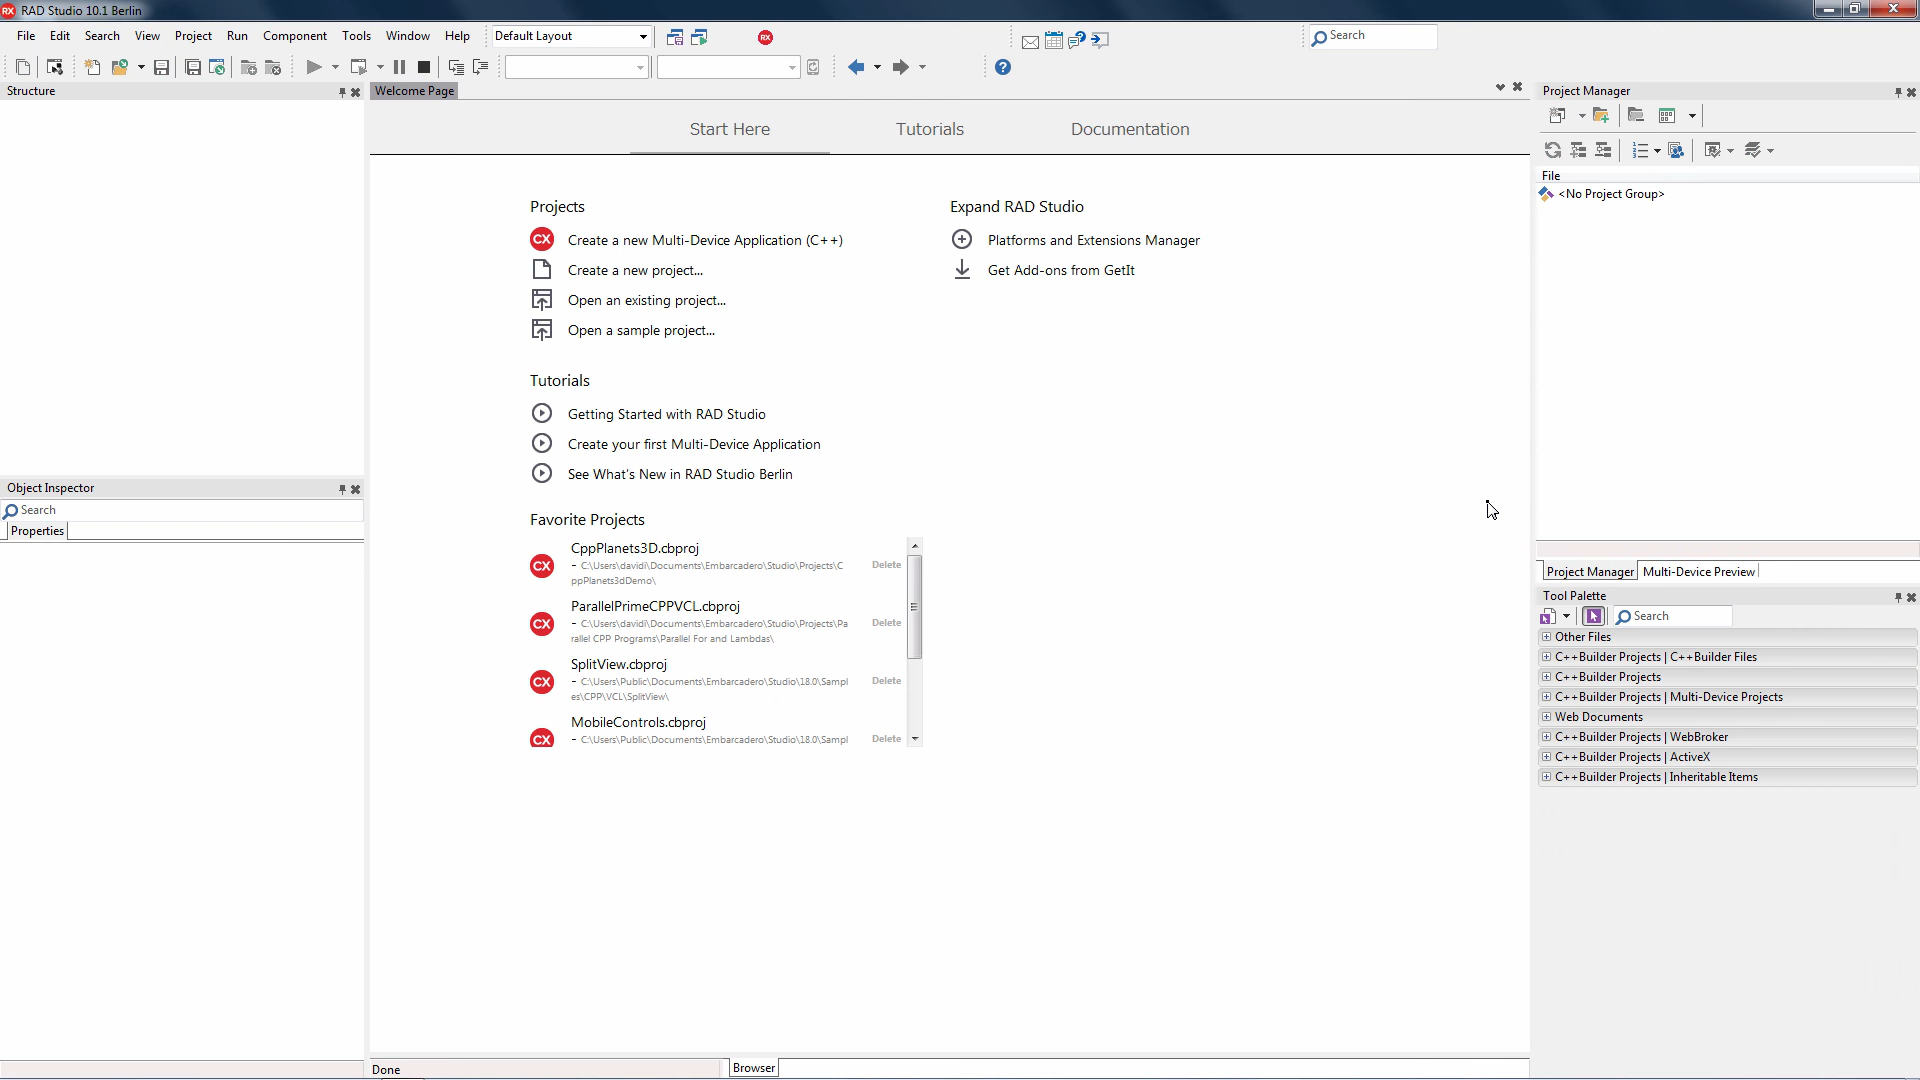 RX RAD Studio 10.1 Berlin
File Edit Search View Project Run Component Tools Window Help Default Layout RX Search
Structure
Welcome Page
Project Manager
Start Here Tutorials Documentation
File
<No Project Group>
Projects
CX Create a new Multi-Device Application (C++)
Create a new project...
Open an existing project...
Open a sample project...
Expand RAD Studio
Platforms and Extensions Manager
Get Add-ons from GetIt
Tutorials
Getting Started with RAD Studio
Create your first Multi-Device Application
See What's New in RAD Studio Berlin
Object Inspector
Search
Properties
Favorite Projects
CppPlanets3D.cbproj
CX - C:\Users\davidi\Documents\Embarcadero\Studio\Projects\C Delete
ppPlanets3dDemo\
ParallelPrimeCPPVCL.cbproj
CX - C:\Users\davidi\Documents\Embarcadero\Studio\Projects\Pa Delete
rallel CPP Programs\Parallel For and Lambdas\
SplitView.cbproj
CX - C:\Users\Public\Documents\Embarcadero\Studio\18.0\Sampl Delete
es\CPP\VCL\SplitView\
MobileControls.cbproj
CX - C:\Users\Public\Documents\Embarcadero\Studio\18.0\Sampl Delete
Project Manager Multi-Device Preview
Tool Palette
Search
Other Files
C++Builder Projects | C++Builder Files
C++Builder Projects
C++Builder Projects | Multi-Device Projects
Web Documents
C++Builder Projects | WebBroker
C++Builder Projects | ActiveX
C++Builder Projects | Inheritable Items
Done Browser